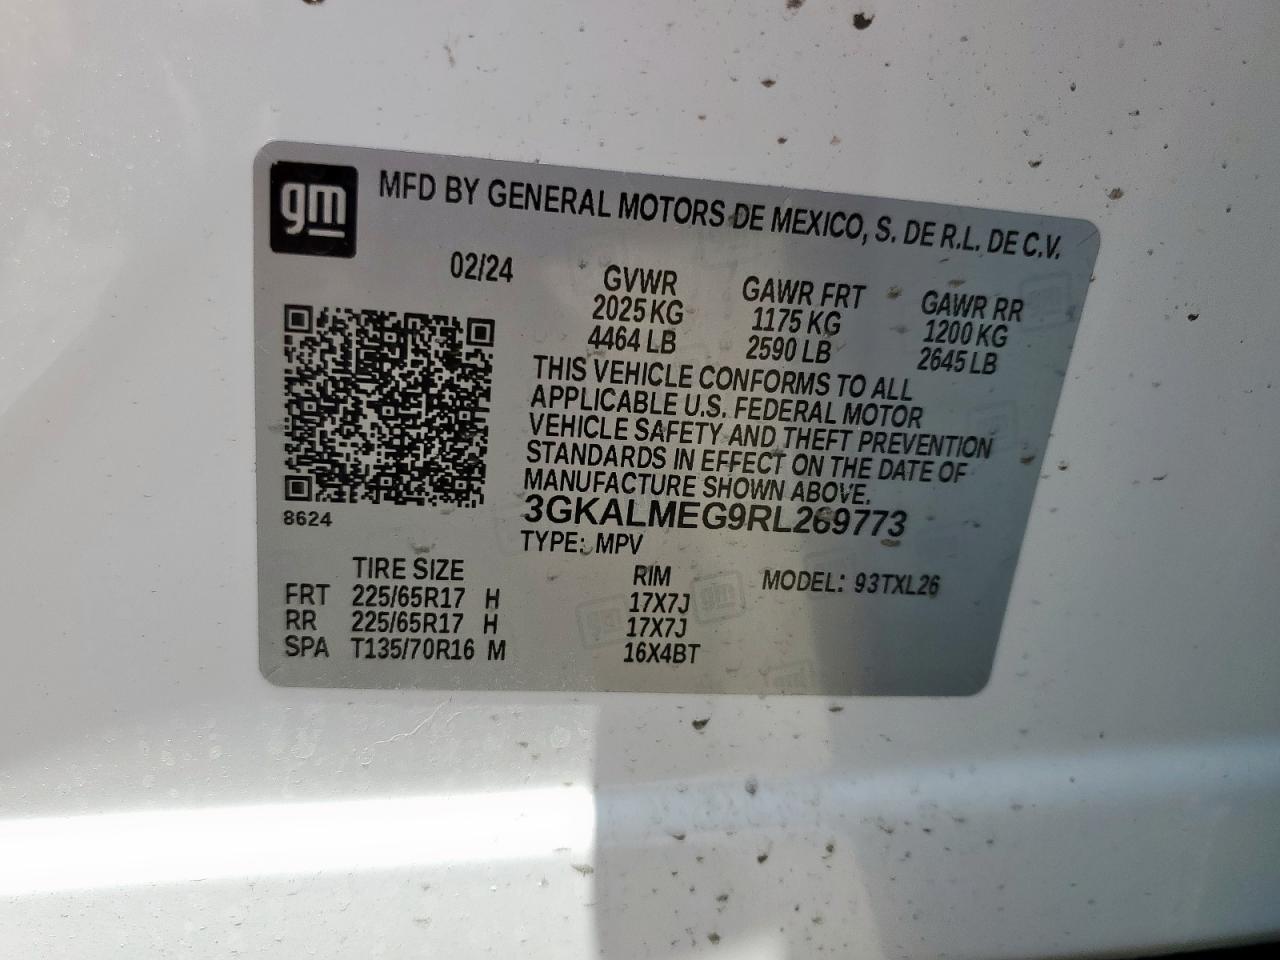 gm
MFD BY GENERAL MOTORS DE MEXICO, S. DE R.L. DE C.V.
02/24 GVWR GAWR FRT GAWR RR
2025 KG 1175 KG 1200 KG
4464 LB 2590 LB 2645 LB
THIS VEHICLE CONFORMS TO ALL
APPLICABLE U.S. FEDERAL MOTOR
VEHICLE SAFETY AND THEFT PREVENTION
STANDARDS IN EFFECT ON THE DATE OF
MANUFACTURE SHOWN ABOVE.
8624
3GKALMEG9RL269773
TYPE: MPV
TIRE SIZE RIM MODEL: 93TXL26
FRT 225/65R17 H 17X7J
RR 225/65R17 H 17X7J
SPA T135/70R16 M 16X4BT